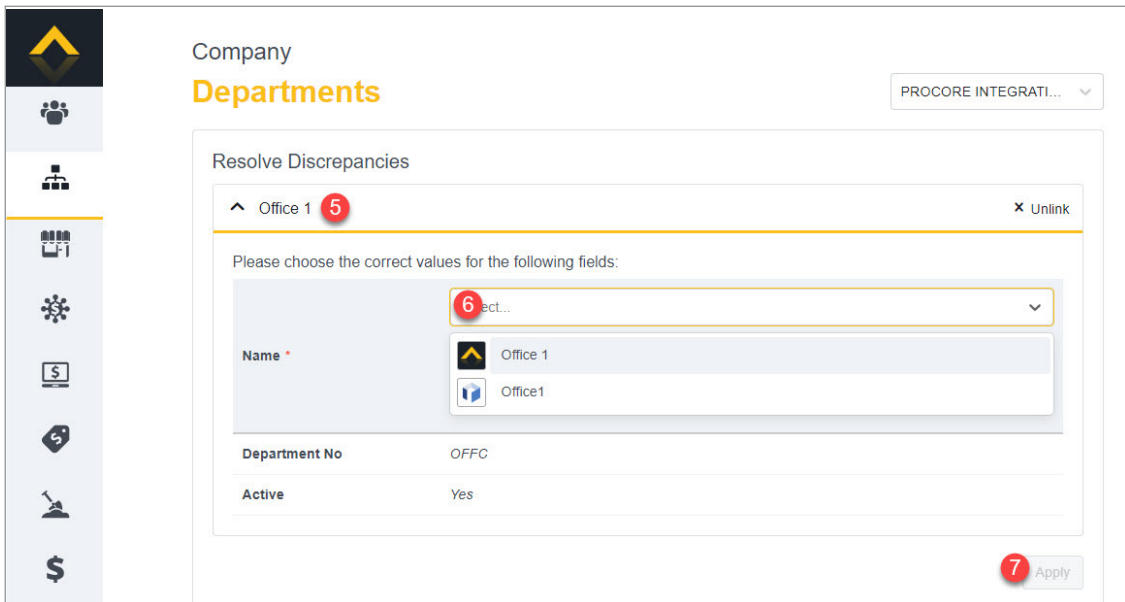 Company
Departments
PROCORE INTEGRATI...
Resolve Discrepancies
Office 1 5
× Unlink
Please choose the correct values for the following fields:
6 ect...
Name *
Office 1
Office1
Department No OFFC
Active Yes
7 Apply